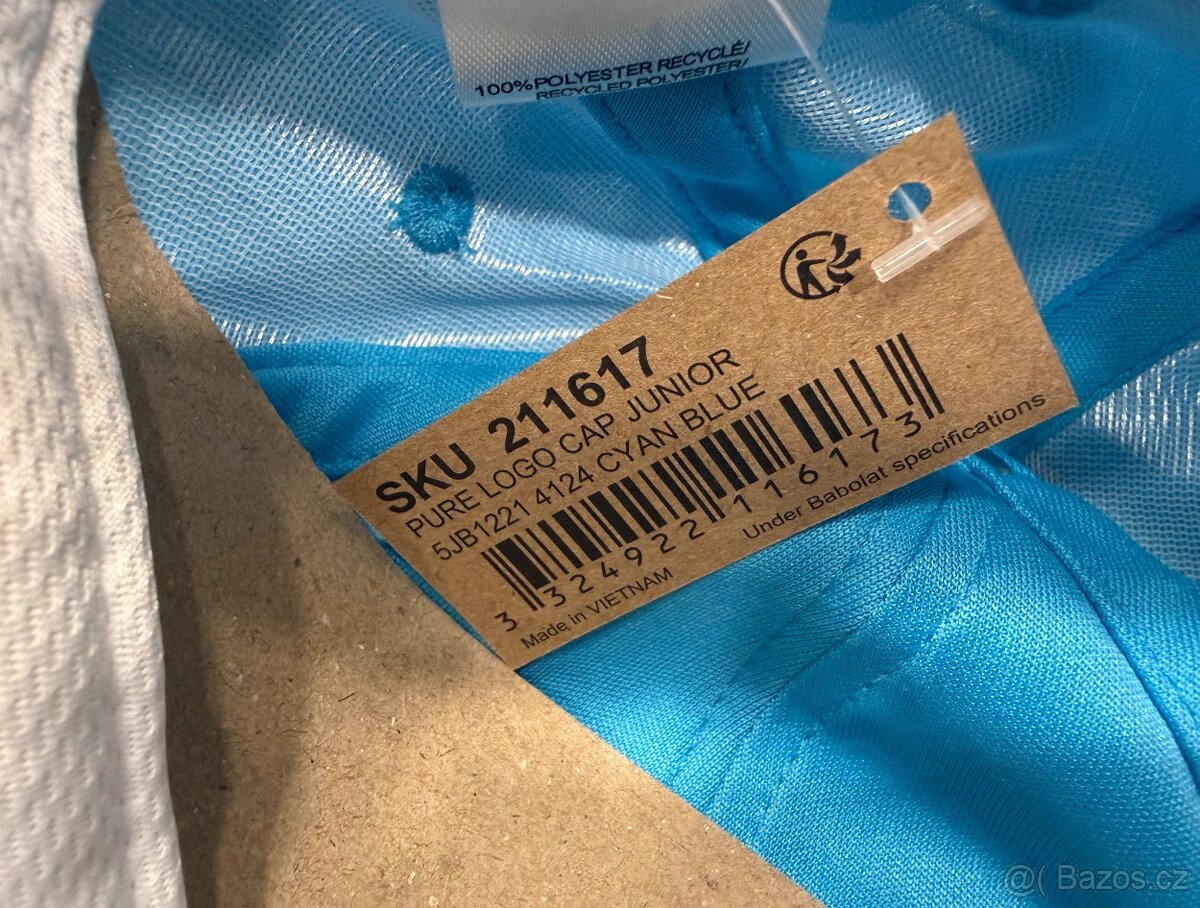 100%POLYESTER RECYCLÉ/
RECYCLED POLYESTER/
SKU 211617
PURE LOGO CAP JUNIOR
5JB1221 4124 CYAN BLUE
3 324922 116173
Under Babolat specifications
Made in VIETNAM
@( Bazos.cz